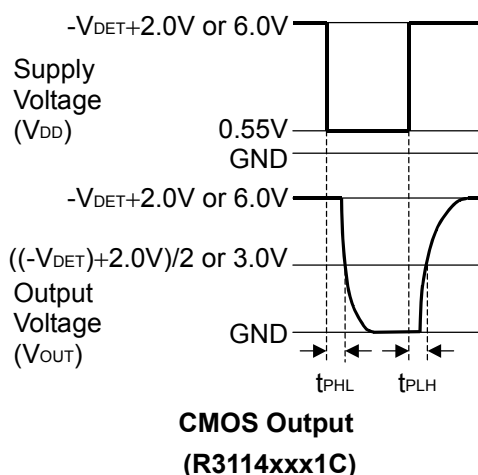 -VDET+2.0V or 6.0V
Supply
Voltage
(VDD)
0.55V
GND
-VDET+2.0V or 6.0V
((-VDET)+2.0V)/2 or 3.0V
Output
Voltage
(VOUT)
GND
tPHL tPLH
CMOS Output
(R3114xxx1C)